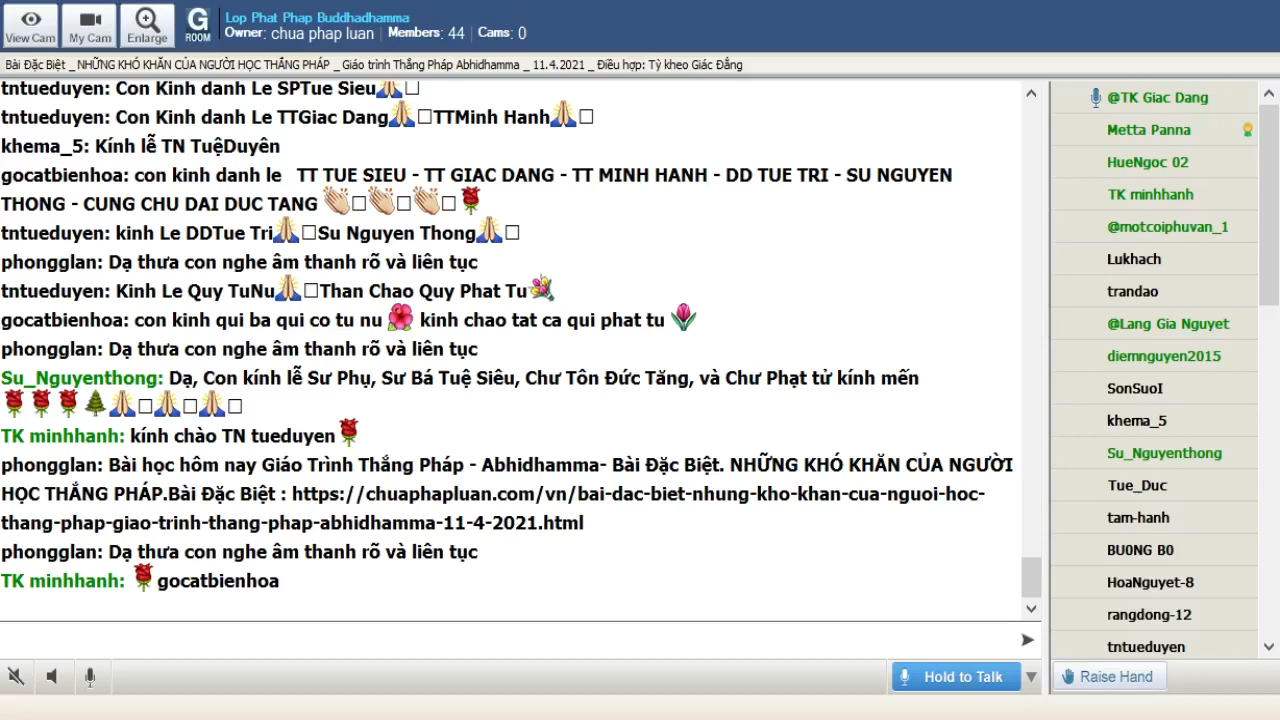 View Cam
My Cam
Enlarge
G ROOM
Lop Phat Phap Buddhadhamma
Owner: chua phap luan | Members: 44 | Cams: 0
Bài Đặc Biệt _ NHỮNG KHÓ KHĂN CỦA NGƯỜI HỌC THẮNG PHÁP _ Giáo trình Thắng Pháp Abhidhamma _ 11.4.2021 _ Điều hợp: Tỳ kheo Giác Đẳng
tntueduyen: Con Kinh danh Le SPTue Sieu🙏□
tntueduyen: Con Kinh danh Le TTGiac Dang🙏□TTMinh Hanh🙏□
khema_5: Kính lễ TN TuệDuyên
gocatbienhoa: con kinh danh le TT TUE SIEU - TT GIAC DANG - TT MINH HANH - DD TUE TRI - SU NGUYEN
THONG - CUNG CHU DAI DUC TANG 👏□👏□👏□🌹
tntueduyen: kinh Le DDTue Tri🙏□Su Nguyen Thong🙏□
phongglan: Dạ thưa con nghe âm thanh rõ và liên tục
tntueduyen: Kinh Le Quy TuNu🙏□Than Chao Quy Phat Tu💐
gocatbienhoa: con kinh qui ba qui co tu nu 🌺 kinh chao tat ca qui phat tu 🌷
phongglan: Dạ thưa con nghe âm thanh rõ và liên tục
Su_Nguyenthong: Dạ, Con kính lễ Sư Phụ, Sư Bá Tuệ Siêu, Chư Tôn Đức Tăng, và Chư Phạt tử kính mến
🌹🌹🌹🌲🙏□🙏□🙏□
TK minhhanh: kính chào TN tueduyen🌹
phongglan: Bài học hôm nay Giáo Trình Thắng Pháp - Abhidhamma- Bài Đặc Biệt. NHỮNG KHÓ KHĂN CỦA NGƯỜI
HỌC THẮNG PHÁP.Bài Đặc Biệt : https://chuaphapluan.com/vn/bai-dac-biet-nhung-kho-khan-cua-nguoi-hoc-
thang-phap-giao-trinh-thang-phap-abhidhamma-11-4-2021.html
phongglan: Dạ thưa con nghe âm thanh rõ và liên tục
TK minhhanh: 🌹gocatbienhoa
@TK Giac Dang
Metta Panna
HueNgoc 02
TK minhhanh
@motcoiphuvan_1
Lukhach
trandao
@Lang Gia Nguyet
diemnguyen2015
SonSuoI
khema_5
Su_Nguyenthong
Tue_Duc
tam-hanh
BU0NG B0
HoaNguyet-8
rangdong-12
tntueduyen
Hold to Talk
Raise Hand